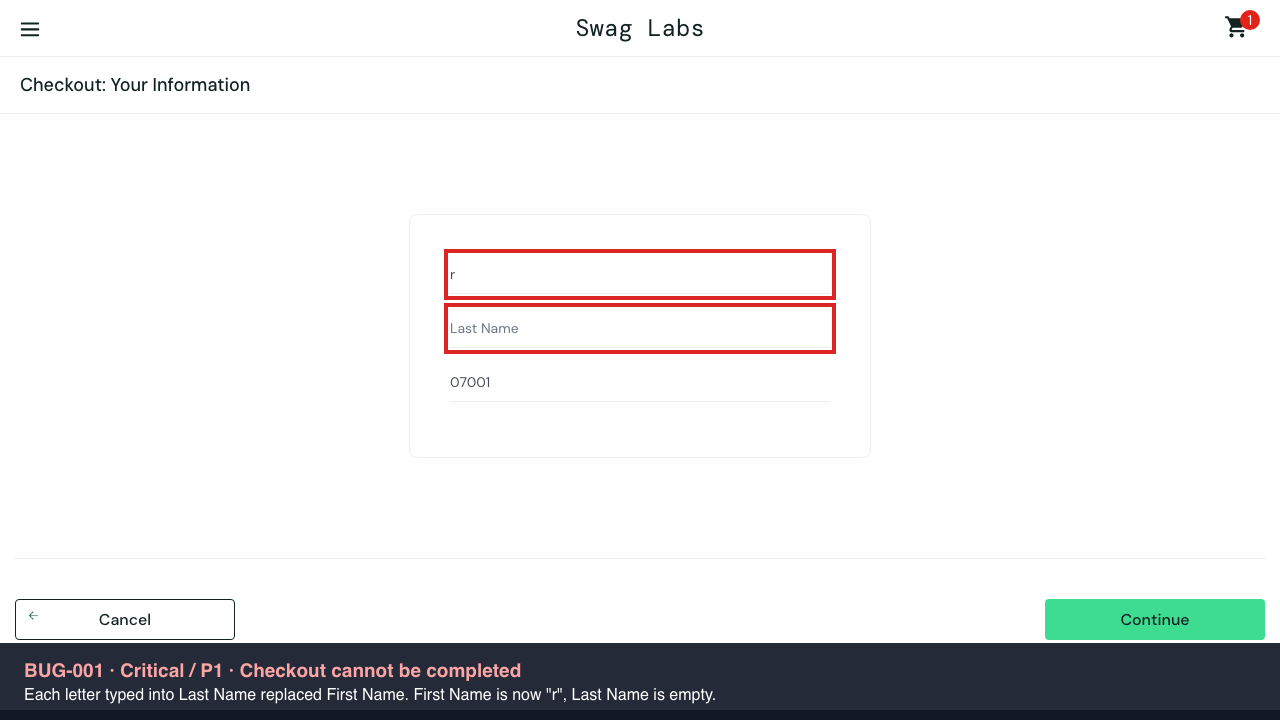 Swag Labs
1
Checkout: Your Information
r
Last Name
07001
Cancel
Continue
BUG-001 · Critical / P1 · Checkout cannot be completed
Each letter typed into Last Name replaced First Name. First Name is now "r", Last Name is empty.